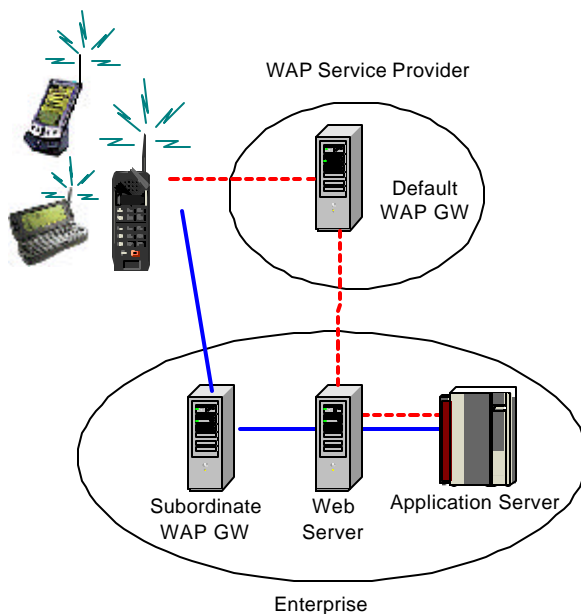 WAP Service Provider
Default
WAP GW
Subordinate
WAP GW
Web
Server
Application Server
Enterprise